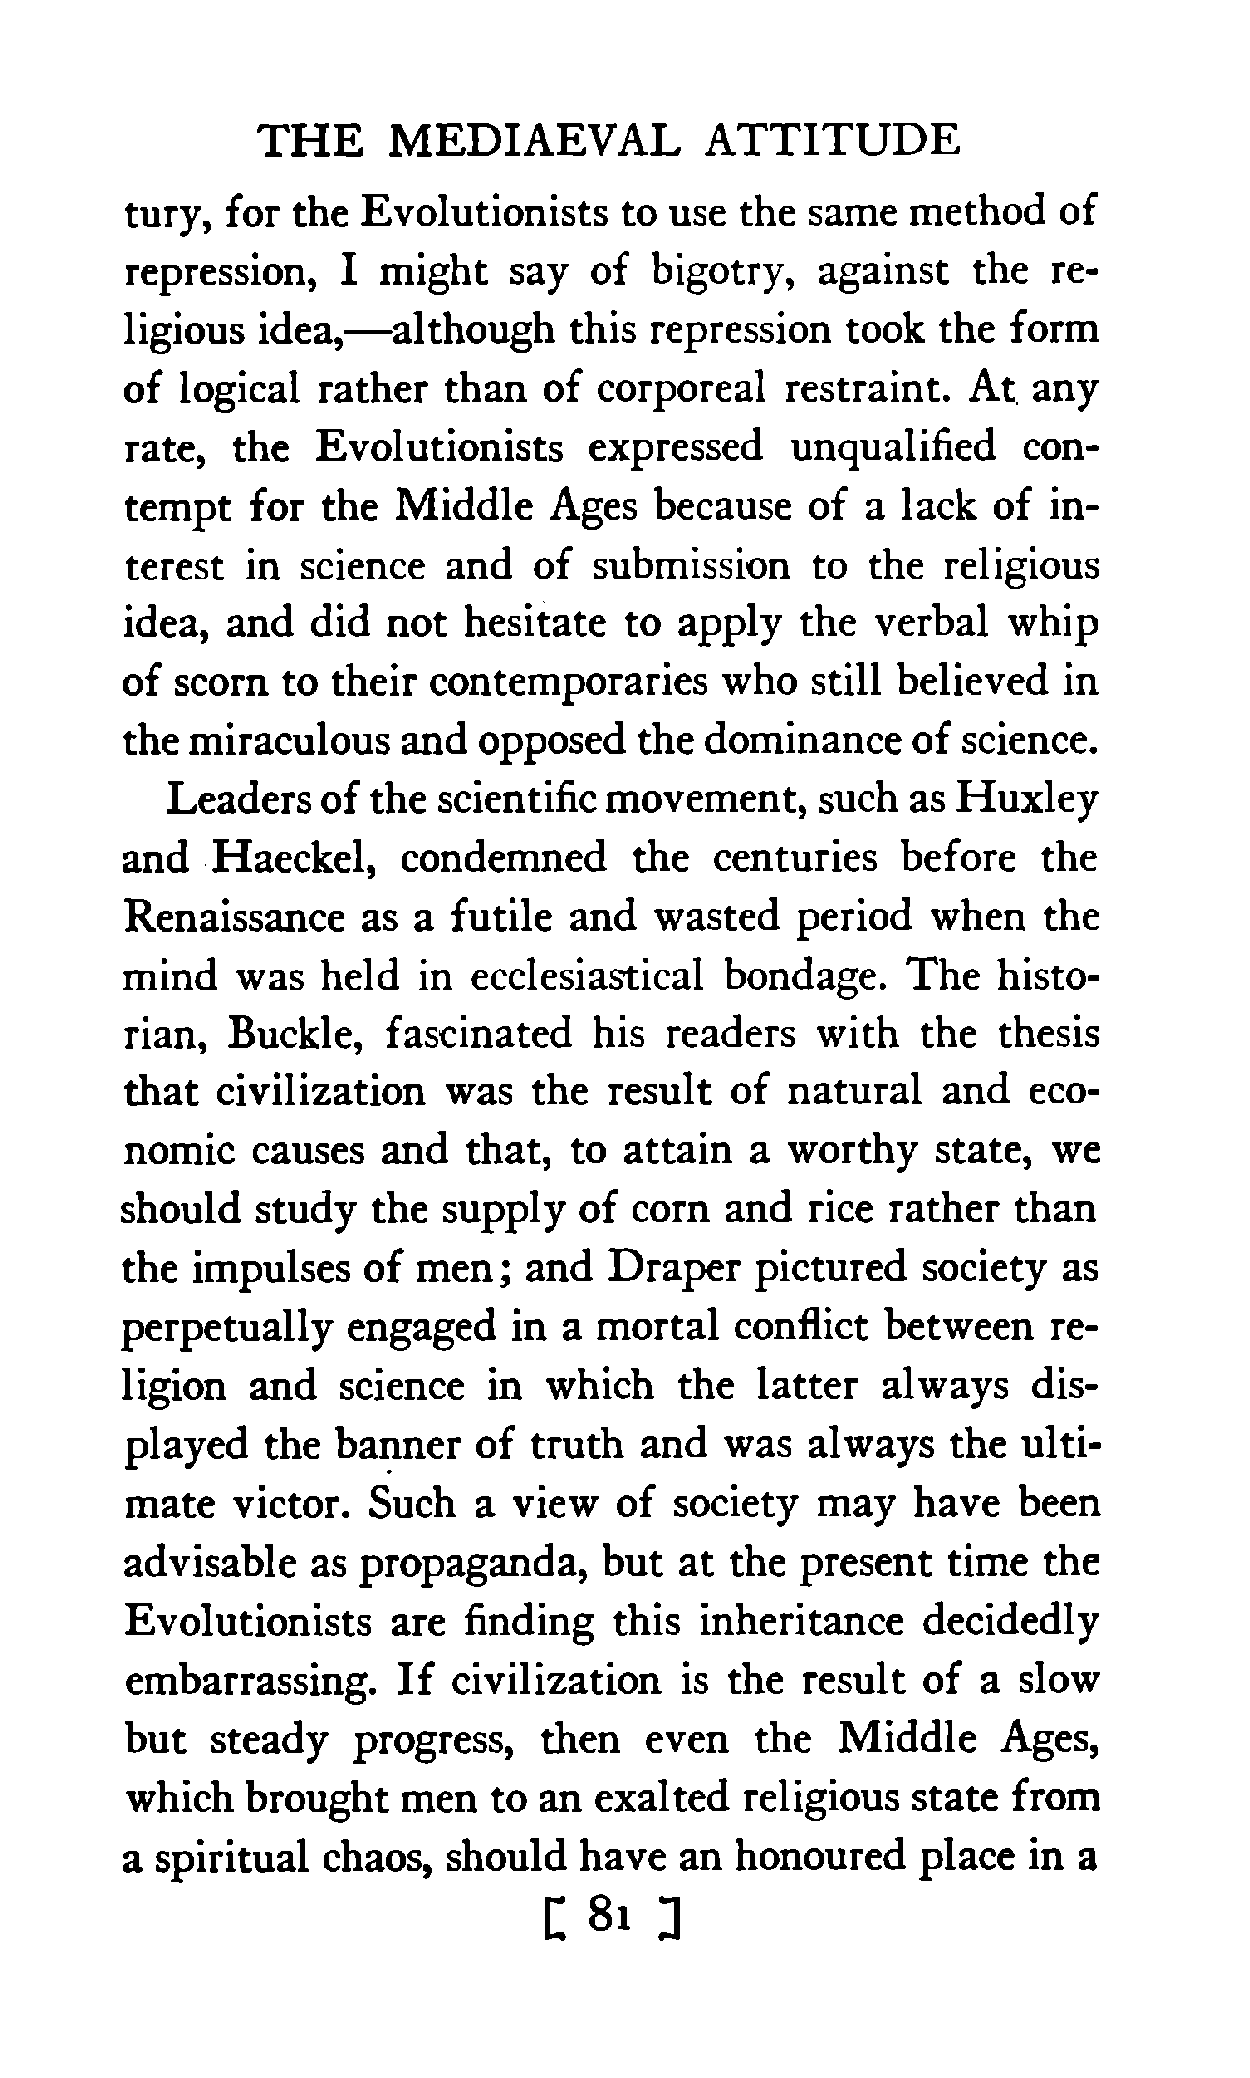 THE MEDIAEVAL ATTITUDE
tury, for the Evolutionists to use the same method of
repression, I might say of bigotry, against the re-
ligious idea,—although this repression took the form
of logical rather than of corporeal restraint. At any
rate, the Evolutionists expressed unqualified con-
tempt for the Middle Ages because of a lack of in-
terest in science and of submission to the religious
idea, and did not hesitate to apply the verbal whip
of scorn to their contemporaries who still believed in
the miraculous and opposed the dominance of science.
Leaders of the scientific movement, such as Huxley
and Haeckel, condemned the centuries before the
Renaissance as a futile and wasted period when the
mind was held in ecclesiastical bondage. The histo-
rian, Buckle, fascinated his readers with the thesis
that civilization was the result of natural and eco-
nomic causes and that, to attain a worthy state, we
should study the supply of corn and rice rather than
the impulses of men; and Draper pictured society as
perpetually engaged in a mortal conflict between re-
ligion and science in which the latter always dis-
played the banner of truth and was always the ulti-
mate victor. Such a view of society may have been
advisable as propaganda, but at the present time the
Evolutionists are finding this inheritance decidedly
embarrassing. If civilization is the result of a slow
but steady progress, then even the Middle Ages,
which brought men to an exalted religious state from
a spiritual chaos, should have an honoured place in a
[ 81 ]